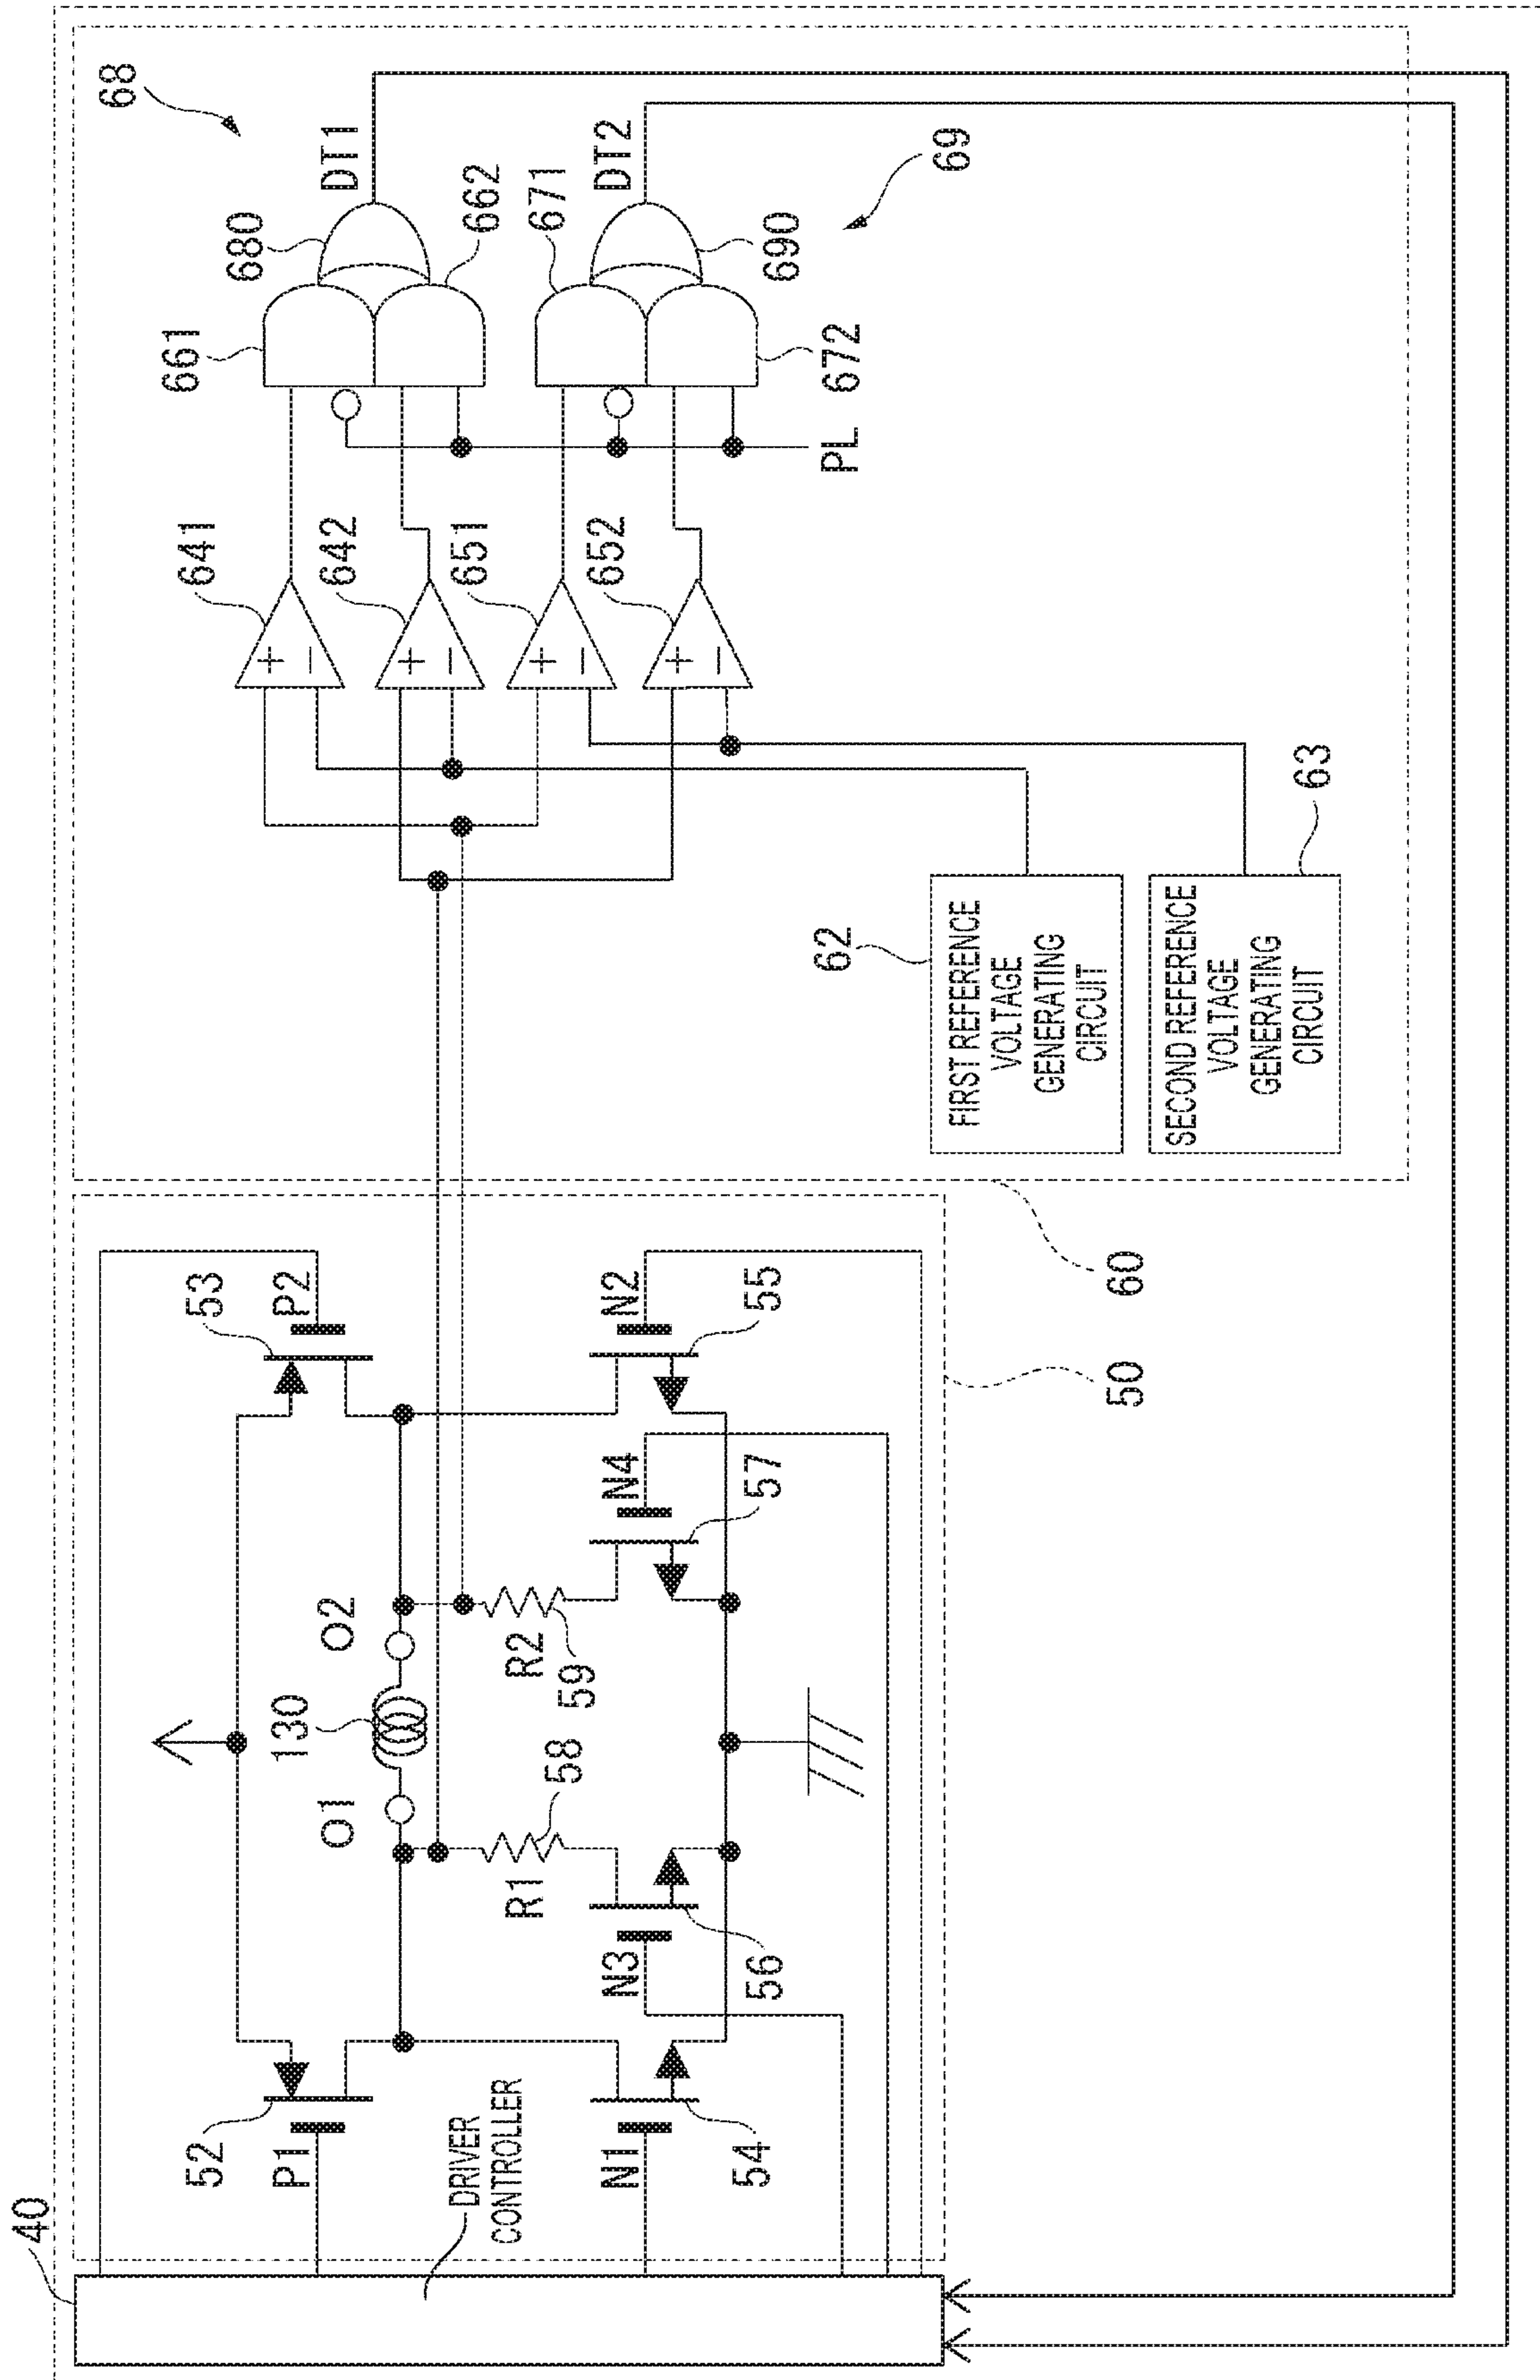 40
52
P1
DRIVER
CONTROLLER
N1
54
53
P2
130
O1
O2
R1
58
R2
59
N3
56
N4
57
N2
55
50
60
62
FIRST REFERENCE
VOLTAGE
GENERATING
CIRCUIT
63
SECOND REFERENCE
VOLTAGE
GENERATING
CIRCUIT
641
+
−
642
+
−
651
+
−
652
+
−
661
680
DT1
662
68
671
DT2
690
672
69
PL